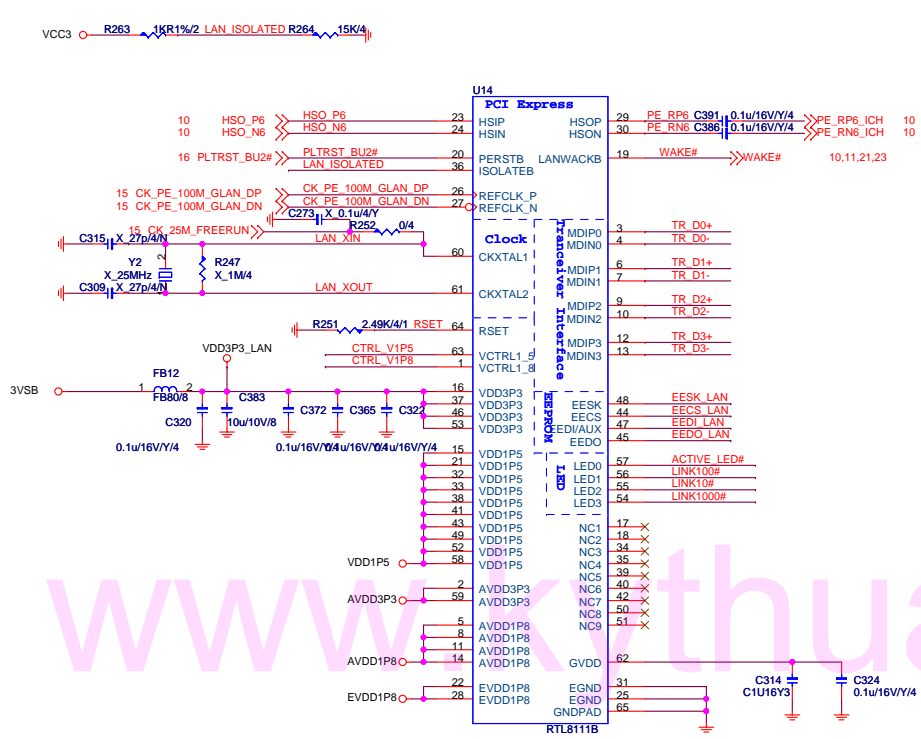 VCC3 R263 1KR1%/2 LAN_ISOLATED R264 15K/4
U14
PCI Express
10 HSO_P6 HSO_P6 23 HSIP HSOP 29 PE_RP6 C391 0.1u/16V/Y/4 PE_RP6_ICH 10
10 HSO_N6 HSO_N6 24 HSIN HSON 30 PE_RN6 C386 0.1u/16V/Y/4 PE_RN6_ICH 10
16 PLTRST_BU2# PLTRST_BU2# 20 PERSTB LANWACKB 19 WAKE# WAKE# 10,11,21,23
LAN_ISOLATED 36 ISOLATEB
15 CK_PE_100M_GLAN_DP CK_PE_100M_GLAN_DP 26 REFCLK_P
15 CK_PE_100M_GLAN_DN CK_PE_100M_GLAN_DN 27 REFCLK_N
C273 X_0.1u/4/Y
15 CK_25M_FREERUN R252 0/4
Clock
Tranceiver Interface
C315 X_27p/4/N LAN_XIN 60 CKXTAL1
Y2 2 X_25MHz
R247 X_1M/4
C309 X_27p/4/N LAN_XOUT 61 CKXTAL2
MDIP0 3 TR_D0+
MDIN0 4 TR_D0-
MDIP1 6 TR_D1+
MDIN1 7 TR_D1-
MDIP2 9 TR_D2+
MDIN2 10 TR_D2-
R251 2.49K/4/1 RSET 64 RSET
MDIP3 12 TR_D3+
MDIN3 13 TR_D3-
CTRL_V1P5 63 VCTRL1_5
CTRL_V1P8 1 VCTRL1_8
VDD3P3_LAN
3VSB 1 FB12 2 FB80/8
C320 0.1u/16V/Y/4
C383 10u/10V/8
C372 0.1u/16V/Y/4
C365 0.1u/16V/Y/4
C322 0.1u/16V/Y/4
16 VDD3P3
37 VDD3P3
46 VDD3P3
53 VDD3P3
EEPROM
EESK 48 EESK_LAN
EECS 44 EECS_LAN
EEDI/AUX 47 EEDI_LAN
EEDO 45 EEDO_LAN
15 VDD1P5
21 VDD1P5
32 VDD1P5
33 VDD1P5
38 VDD1P5
41 VDD1P5
43 VDD1P5
49 VDD1P5
52 VDD1P5
VDD1P5 58 VDD1P5
LED
LED0 57 ACTIVE_LED#
LED1 56 LINK100#
LED2 55 LINK10#
LED3 54 LINK1000#
NC1 17
NC2 18
NC3 34
NC4 35
NC5 39
NC6 40
NC7 42
NC8 50
NC9 51
2 AVDD3P3
AVDD3P3 59 AVDD3P3
5 AVDD1P8
8 AVDD1P8
11 AVDD1P8
AVDD1P8 14 AVDD1P8
22 EVDD1P8
EVDD1P8 28 EVDD1P8
GVDD 62
C314 C1U16Y3
C324 0.1u/16V/Y/4
EGND 31
EGND 25
GNDPAD 65
RTL8111B
www.kythua